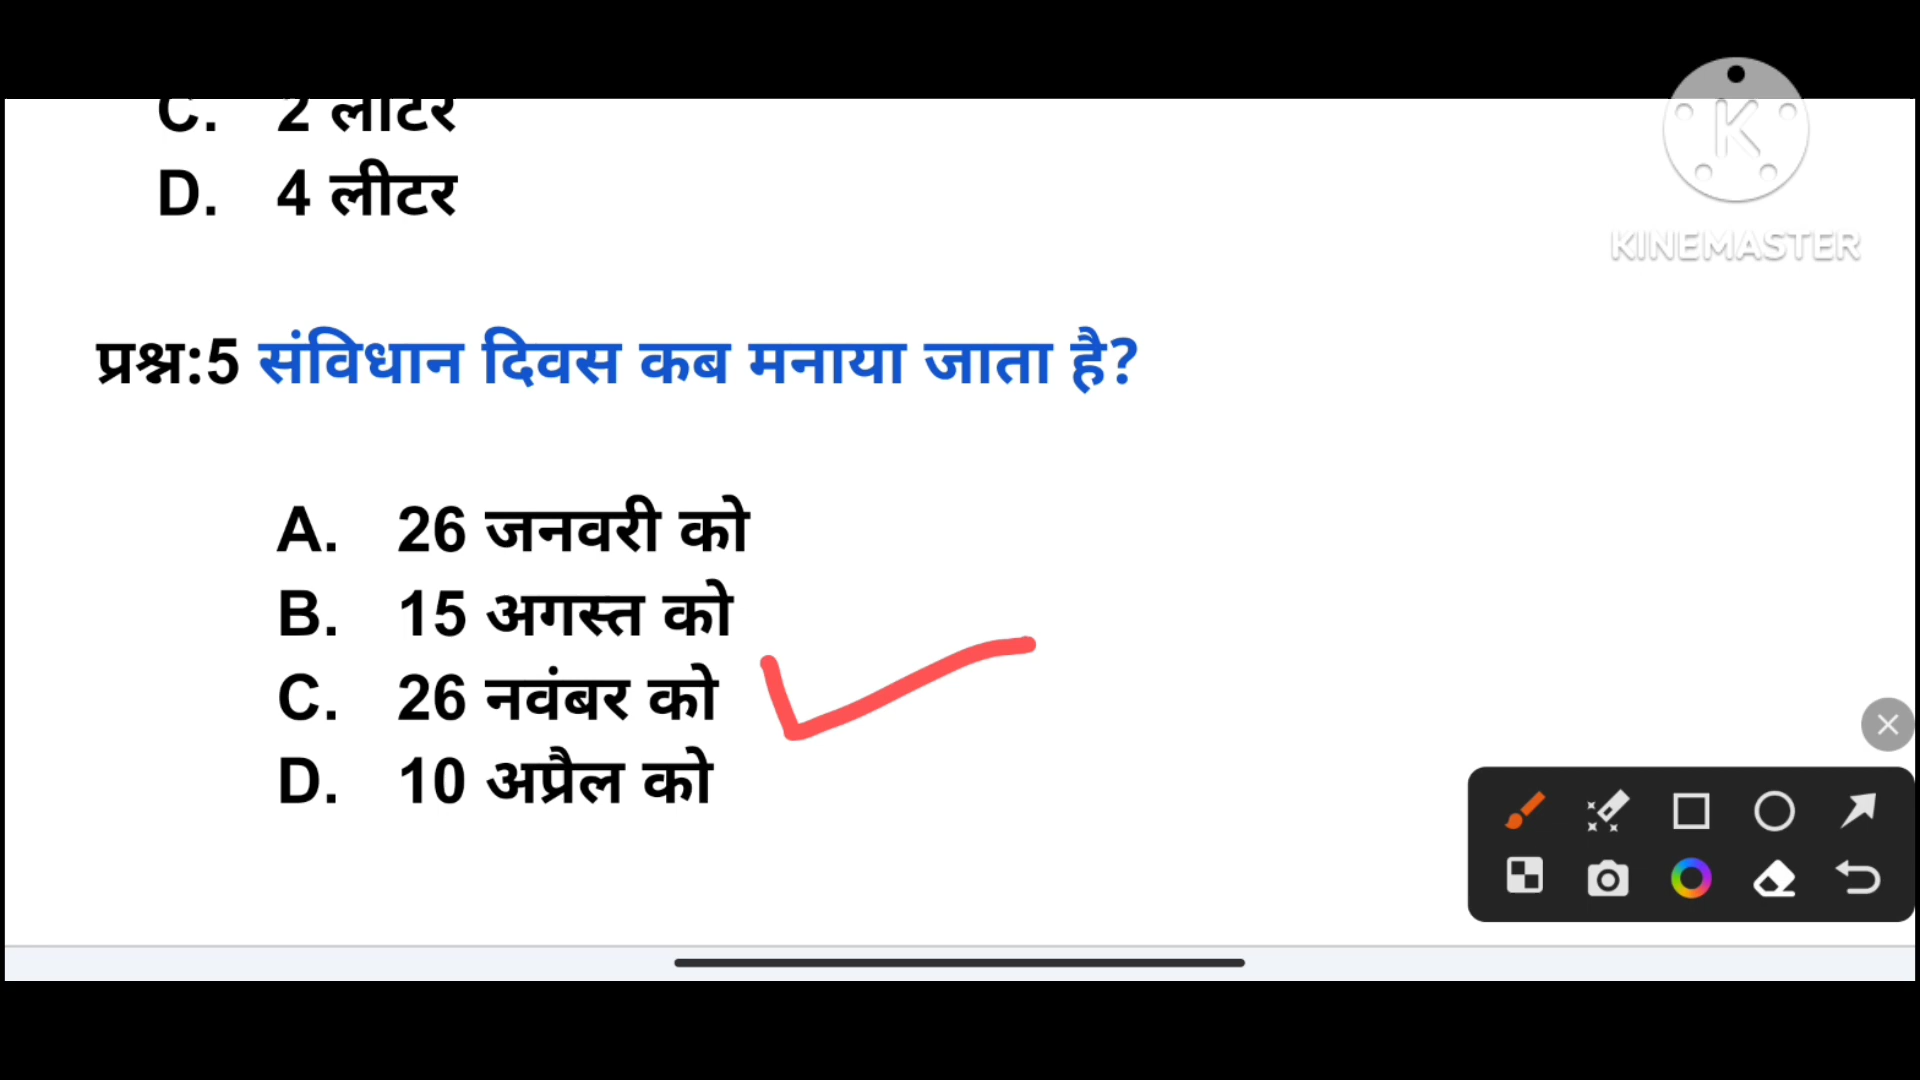 C. 2 लीटर
D. 4 लीटर
K
KINEMASTER
प्रश्न:5 संविधान दिवस कब मनाया जाता है?
A. 26 जनवरी को
B. 15 अगस्त को
C. 26 नवंबर को
D. 10 अप्रैल को